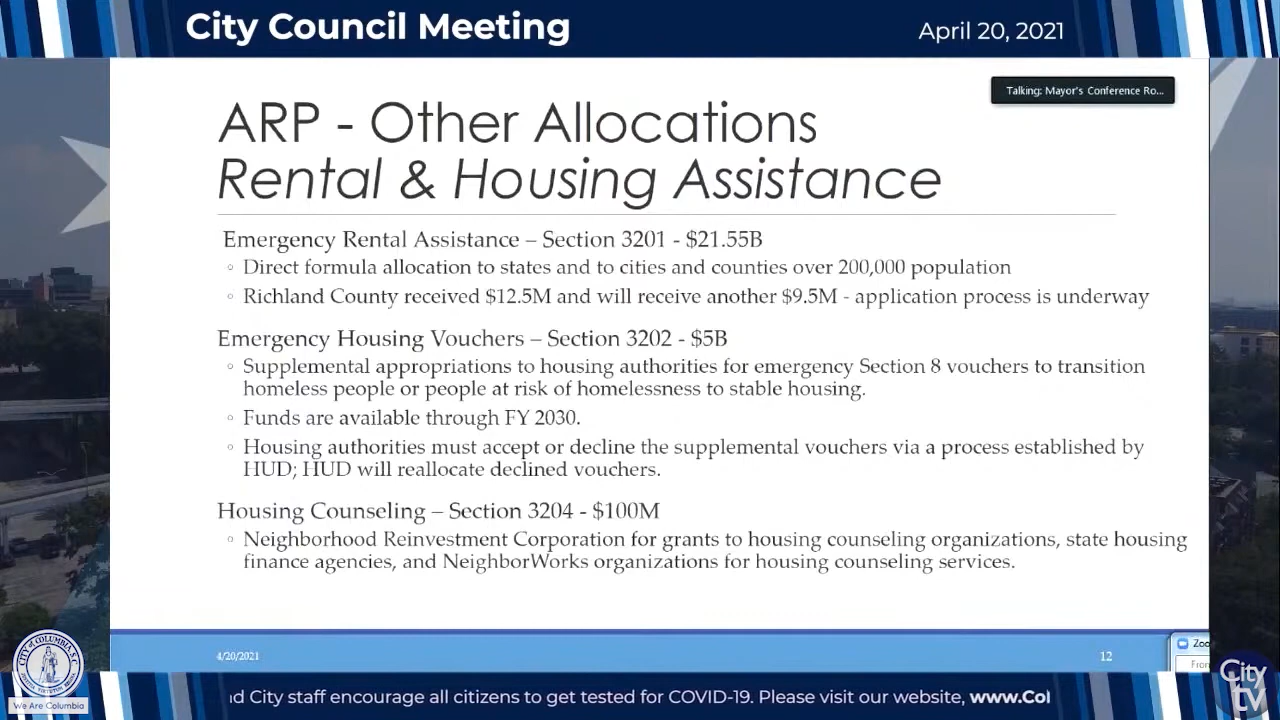 City Council Meeting
April 20, 2021
Talking: Mayor's Conference Ro...
ARP - Other Allocations
Rental & Housing Assistance
Emergency Rental Assistance – Section 3201 - $21.55B
◦ Direct formula allocation to states and to cities and counties over 200,000 population
◦ Richland County received $12.5M and will receive another $9.5M - application process is underway
Emergency Housing Vouchers – Section 3202 - $5B
◦ Supplemental appropriations to housing authorities for emergency Section 8 vouchers to transition
homeless people or people at risk of homelessness to stable housing.
◦ Funds are available through FY 2030.
◦ Housing authorities must accept or decline the supplemental vouchers via a process established by
HUD; HUD will reallocate declined vouchers.
Housing Counseling – Section 3204 - $100M
◦ Neighborhood Reinvestment Corporation for grants to housing counseling organizations, state housing
finance agencies, and NeighborWorks organizations for housing counseling services.
4/20/2021
12
Zoo
Fron
CITY OF COLUMBIA, S.C.
We Are Columbia
City
tv
nd City staff encourage all citizens to get tested for COVID-19. Please visit our website, www.Col